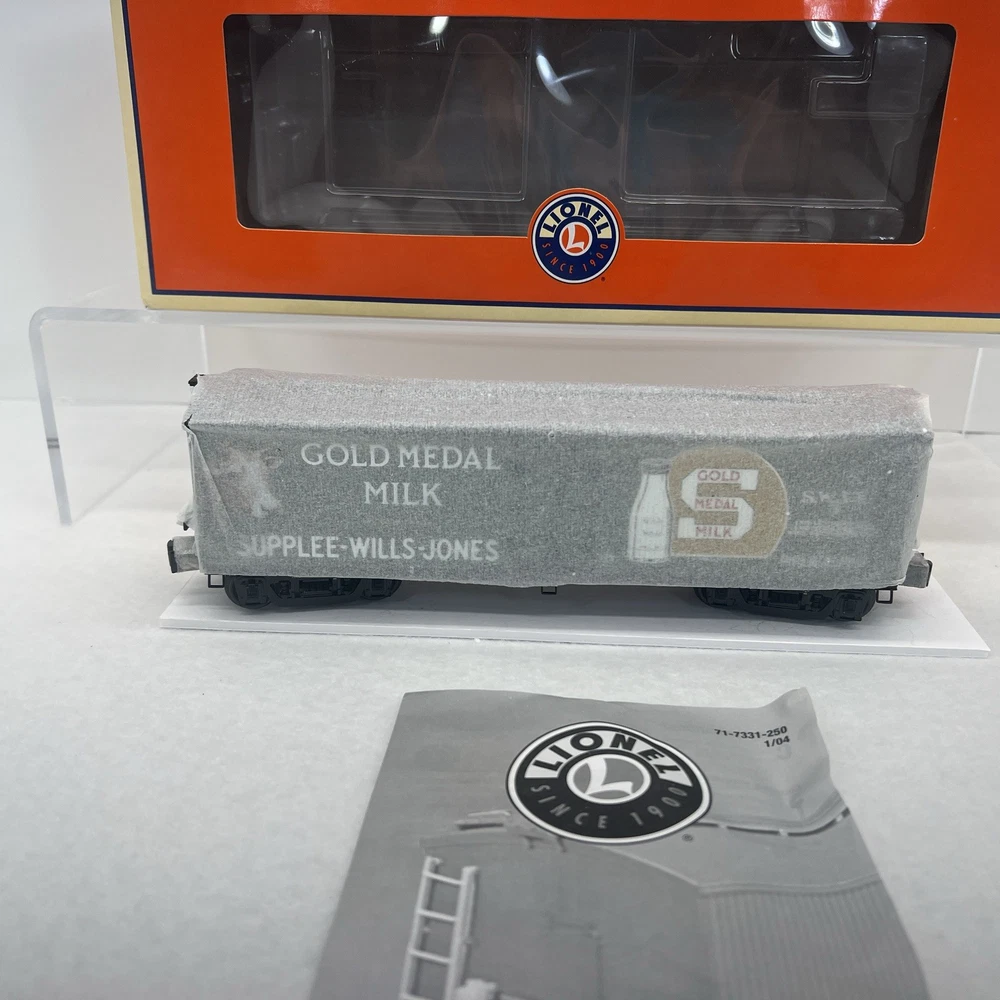 LIONEL
L
SINCE 1900
GOLD MEDAL
MILK
SUPPLEE-WILLS-JONES
GOLD
S
MEDAL
MILK
71-7331-250
1/04
LIONEL
L
SINCE 1900
®